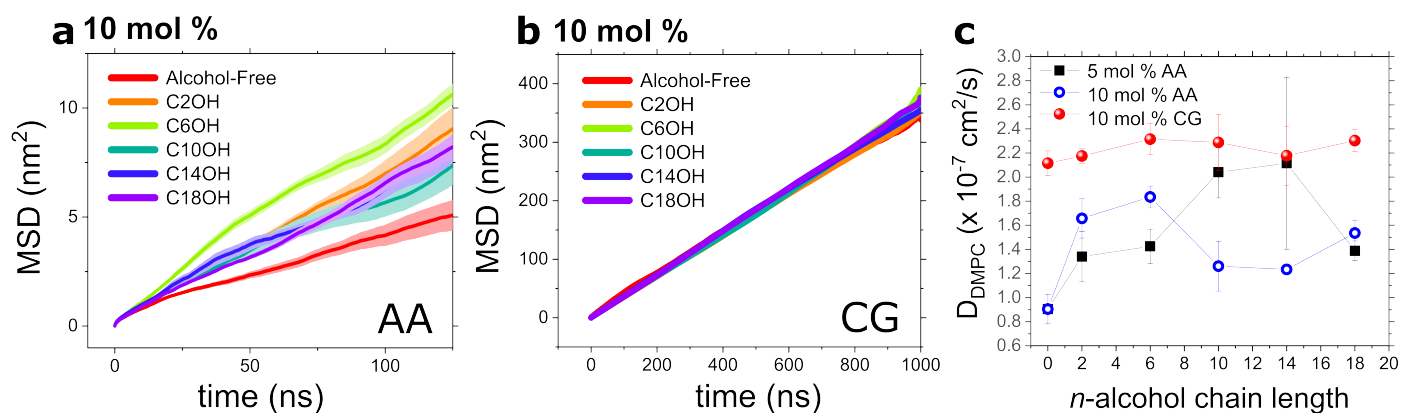 a 10 mol %
MSD (nm²)
10
5
0
Alcohol-Free
C2OH
C6OH
C10OH
C14OH
C18OH
AA
0 50 100
time (ns)
b 10 mol %
MSD (nm²)
400
300
200
100
0
Alcohol-Free
C2OH
C6OH
C10OH
C14OH
C18OH
CG
0 200 400 600 800 1000
time (ns)
c
D_DMPC (x 10⁻⁷ cm²/s)
3.0
2.8
2.6
2.4
2.2
2.0
1.8
1.6
1.4
1.2
1.0
0.8
0.6
5 mol % AA
10 mol % AA
10 mol % CG
0 2 4 6 8 10 12 14 16 18 20
n-alcohol chain length